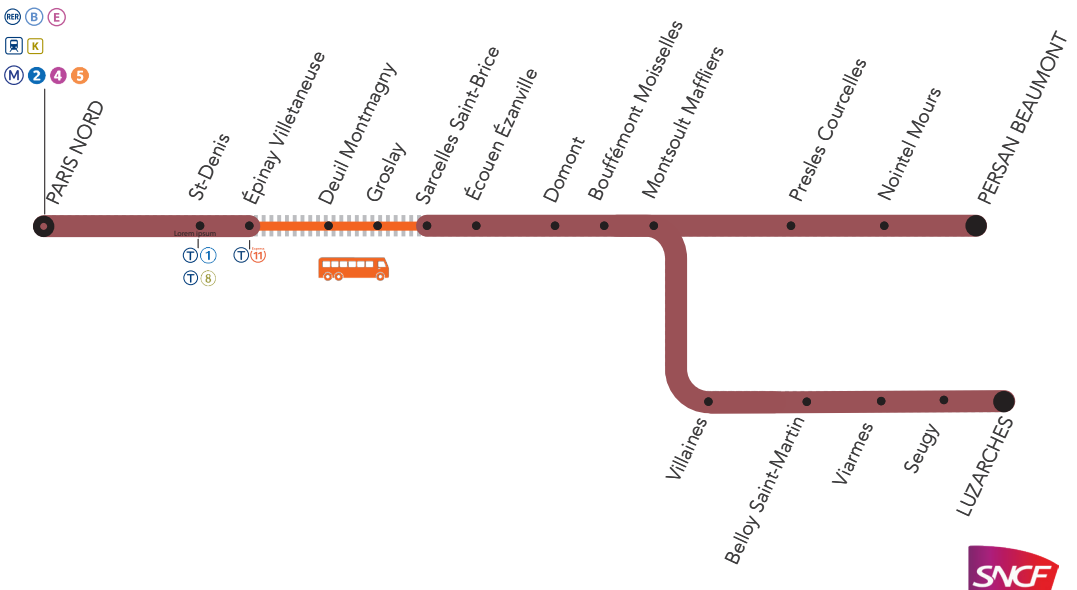 RER B E
K
M 2 4 5
PARIS NORD
St-Denis
Épinay Villetaneuse
Deuil Montmagny
Groslay
Sarcelles Saint-Brice
Écouen Ézanville
Domont
Bouffémont Moisselles
Montsoult Maffliers
Presles Courcelles
Nointel Mours
PERSAN BEAUMONT
Lorem ipsum
T 1
T 8
T Express 11
Villaines
Belloy Saint-Martin
Viarmes
Seugy
LUZARCHES
SNCF